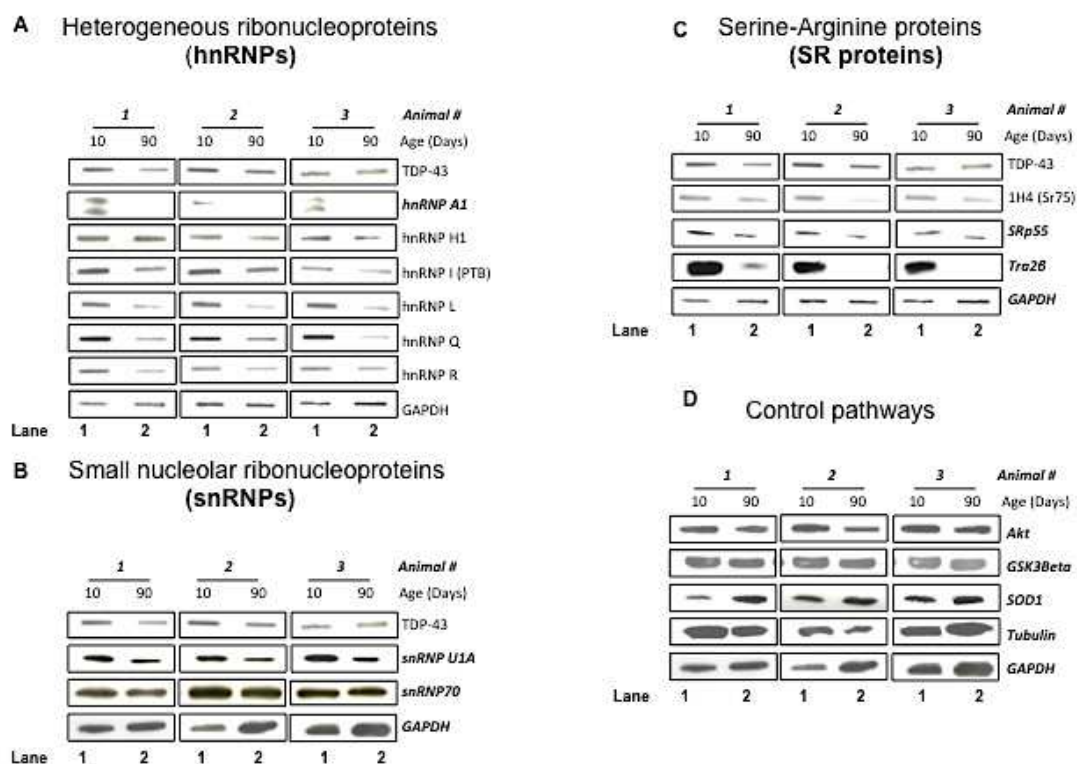 A Heterogeneous ribonucleoproteins
(hnRNPs)
1 2 3 Animal #
10 90 10 90 10 90 Age (Days)
TDP-43
hnRNP A1
hnRNP H1
hnRNP I (PTB)
hnRNP L
hnRNP Q
hnRNP R
GAPDH
Lane 1 2 1 2 1 2
B Small nucleolar ribonucleoproteins
(snRNPs)
1 2 3 Animal #
10 90 10 90 10 90 Age (Days)
TDP-43
snRNP U1A
snRNP70
GAPDH
Lane 1 2 1 2 1 2
C Serine-Arginine proteins
(SR proteins)
1 2 3 Animal #
10 90 10 90 10 90 Age (Days)
TDP-43
1H4 (Sr75)
SRp55
Tra2B
GAPDH
Lane 1 2 1 2 1 2
D Control pathways
1 2 3 Animal #
10 90 10 90 10 90 Age (Days)
Akt
GSK3Beta
SOD1
Tubulin
GAPDH
Lane 1 2 1 2 1 2